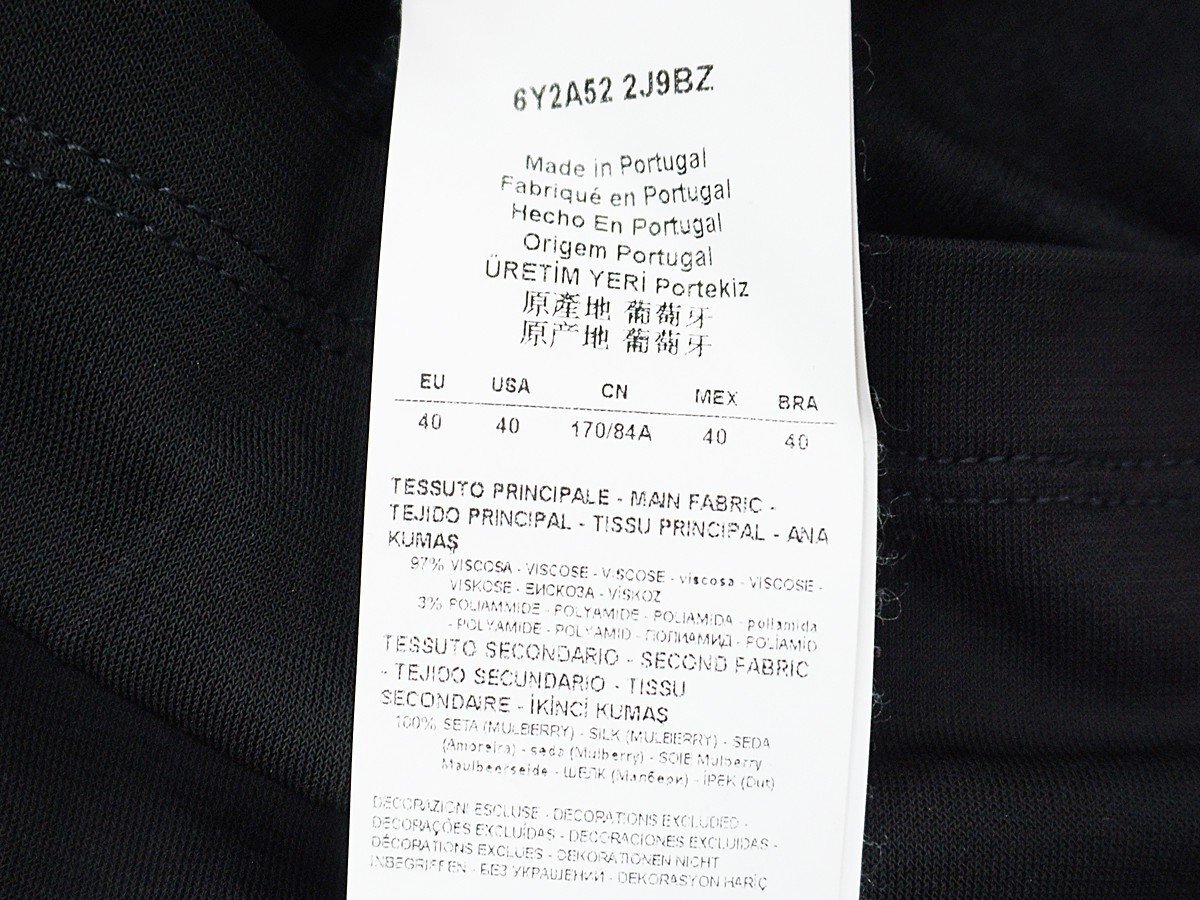 6Y2A52 2J9BZ
Made in Portugal
Fabriqué en Portugal
Hecho En Portugal
Origem Portugal
ÜRETİM YERİ Portekiz
原產地 葡萄牙
原产地 葡萄牙
EU USA CN MEX BRA
40 40 170/84A 40 40
TESSUTO PRINCIPALE - MAIN FABRIC -
TEJIDO PRINCIPAL - TISSU PRINCIPAL - ANA
KUMAŞ
97% VISCOSA - VISCOSE - VISCOSE - viscosa - VISCOSE -
VISKOSE - ВИСКОЗА - VİSKOZ
3% POLIAMMIDE - POLYAMIDE - POLIAMIDA - poliamida
- POLYAMIDE - POLYAMID - ПОЛИАМИД - POLİAMİD
TESSUTO SECONDARIO - SECOND FABRIC
- TEJIDO SECUNDARIO - TISSU
SECONDAIRE - İKİNCİ KUMAŞ
100% SETA (MULBERRY) - SILK (MULBERRY) - SEDA
(Amoreira) - seda (Mulberry) - SOIE Mulberry -
Maulbeerseide - ШЕЛК (Малбери) - İPEK (Dut)
DECORAZIONI ESCLUSE - DECORATIONS EXCLUDED -
DECORAÇÕES EXCLUÍDAS - DECORACIONES EXCLUIDAS -
DÉCORATIONS EXCLUES - DEKORATIONEN NICHT
INBEGRIFFEN - БЕЗ УКРАШЕНИИ - DEKORASYON HARİÇ